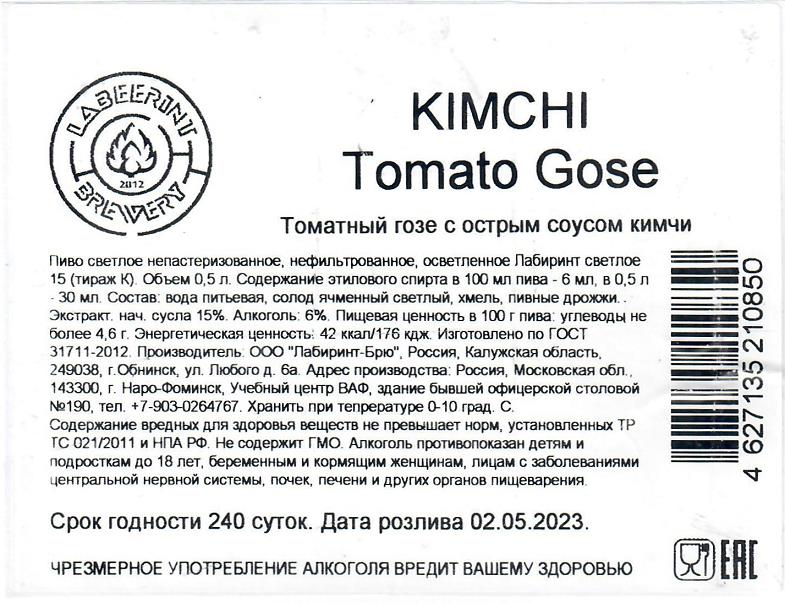 LABEERINT
2012
BREWERY
KIMCHI
Tomato Gose
Томатный гозе с острым соусом кимчи
Пиво светлое непастеризованное, нефильтрованное, осветленное Лабиринт светлое
15 (тираж К). Объем 0,5 л. Содержание этилового спирта в 100 мл пива - 6 мл, в 0,5 л
- 30 мл. Состав: вода питьевая, солод ячменный светлый, хмель, пивные дрожжи. .
Экстракт. нач. сусла 15%. Алкоголь: 6%. Пищевая ценность в 100 г пива: углеводы не
более 4,6 г. Энергетическая ценность: 42 ккал/176 кдж. Изготовлено по ГОСТ
31711-2012. Производитель: ООО "Лабиринт-Брю", Россия, Калужская область,
249038, г.Обнинск, ул. Любого д. 6а. Адрес производства: Россия, Московская обл.,
143300, г. Наро-Фоминск, Учебный центр ВАФ, здание бывшей офицерской столовой
№190, тел. +7-903-0264767. Хранить при тепрературе 0-10 град. С.
Содержание вредных для здоровья веществ не превышает норм, установленных ТР
ТС 021/2011 и НПА РФ. Не содержит ГМО. Алкоголь противопоказан детям и
подросткам до 18 лет, беременным и кормящим женщинам, лицам с заболеваниями
центральной нервной системы, почек, печени и других органов пищеварения.
4 627135 210850
Срок годности 240 суток. Дата розлива 02.05.2023.
ЧРЕЗМЕРНОЕ УПОТРЕБЛЕНИЕ АЛКОГОЛЯ ВРЕДИТ ВАШЕМУ ЗДОРОВЬЮ
EAC